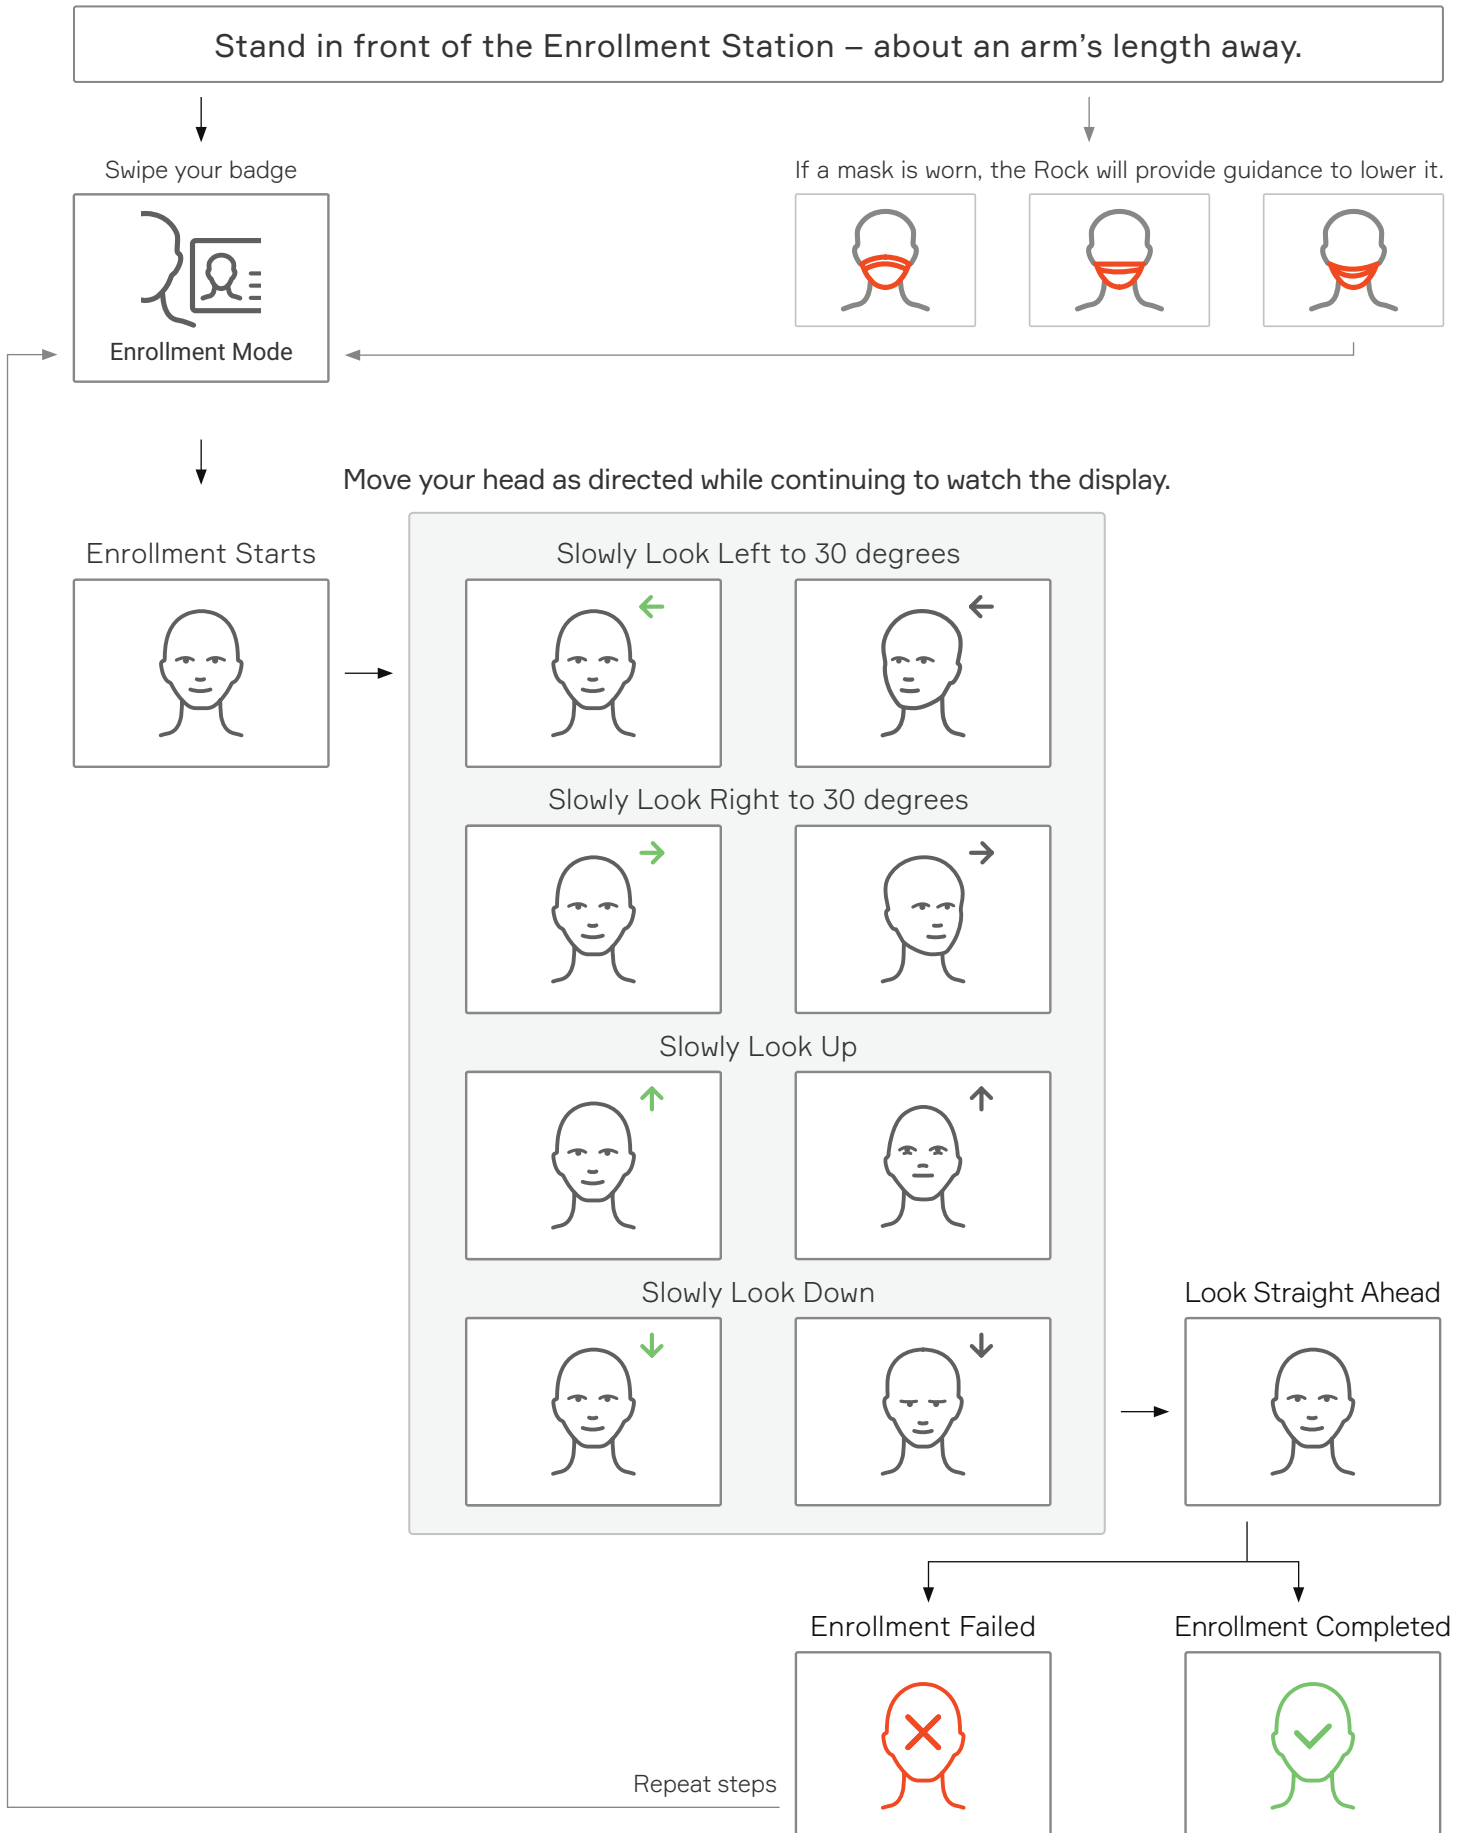 Stand in front of the Enrollment Station – about an arm’s length away.
Swipe your badge
If a mask is worn, the Rock will provide guidance to lower it.
Enrollment Mode
Move your head as directed while continuing to watch the display.
Enrollment Starts
Slowly Look Left to 30 degrees
Slowly Look Right to 30 degrees
Slowly Look Up
Slowly Look Down
Look Straight Ahead
Enrollment Failed
Enrollment Completed
Repeat steps